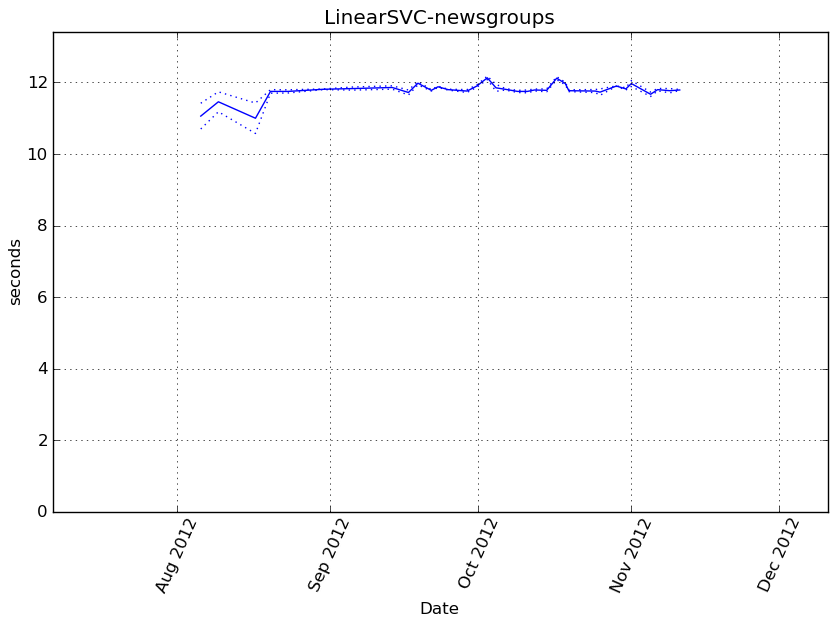 LinearSVC-newsgroups
seconds
12
10
8
6
4
2
0
Aug 2012
Sep 2012
Oct 2012
Nov 2012
Dec 2012
Date